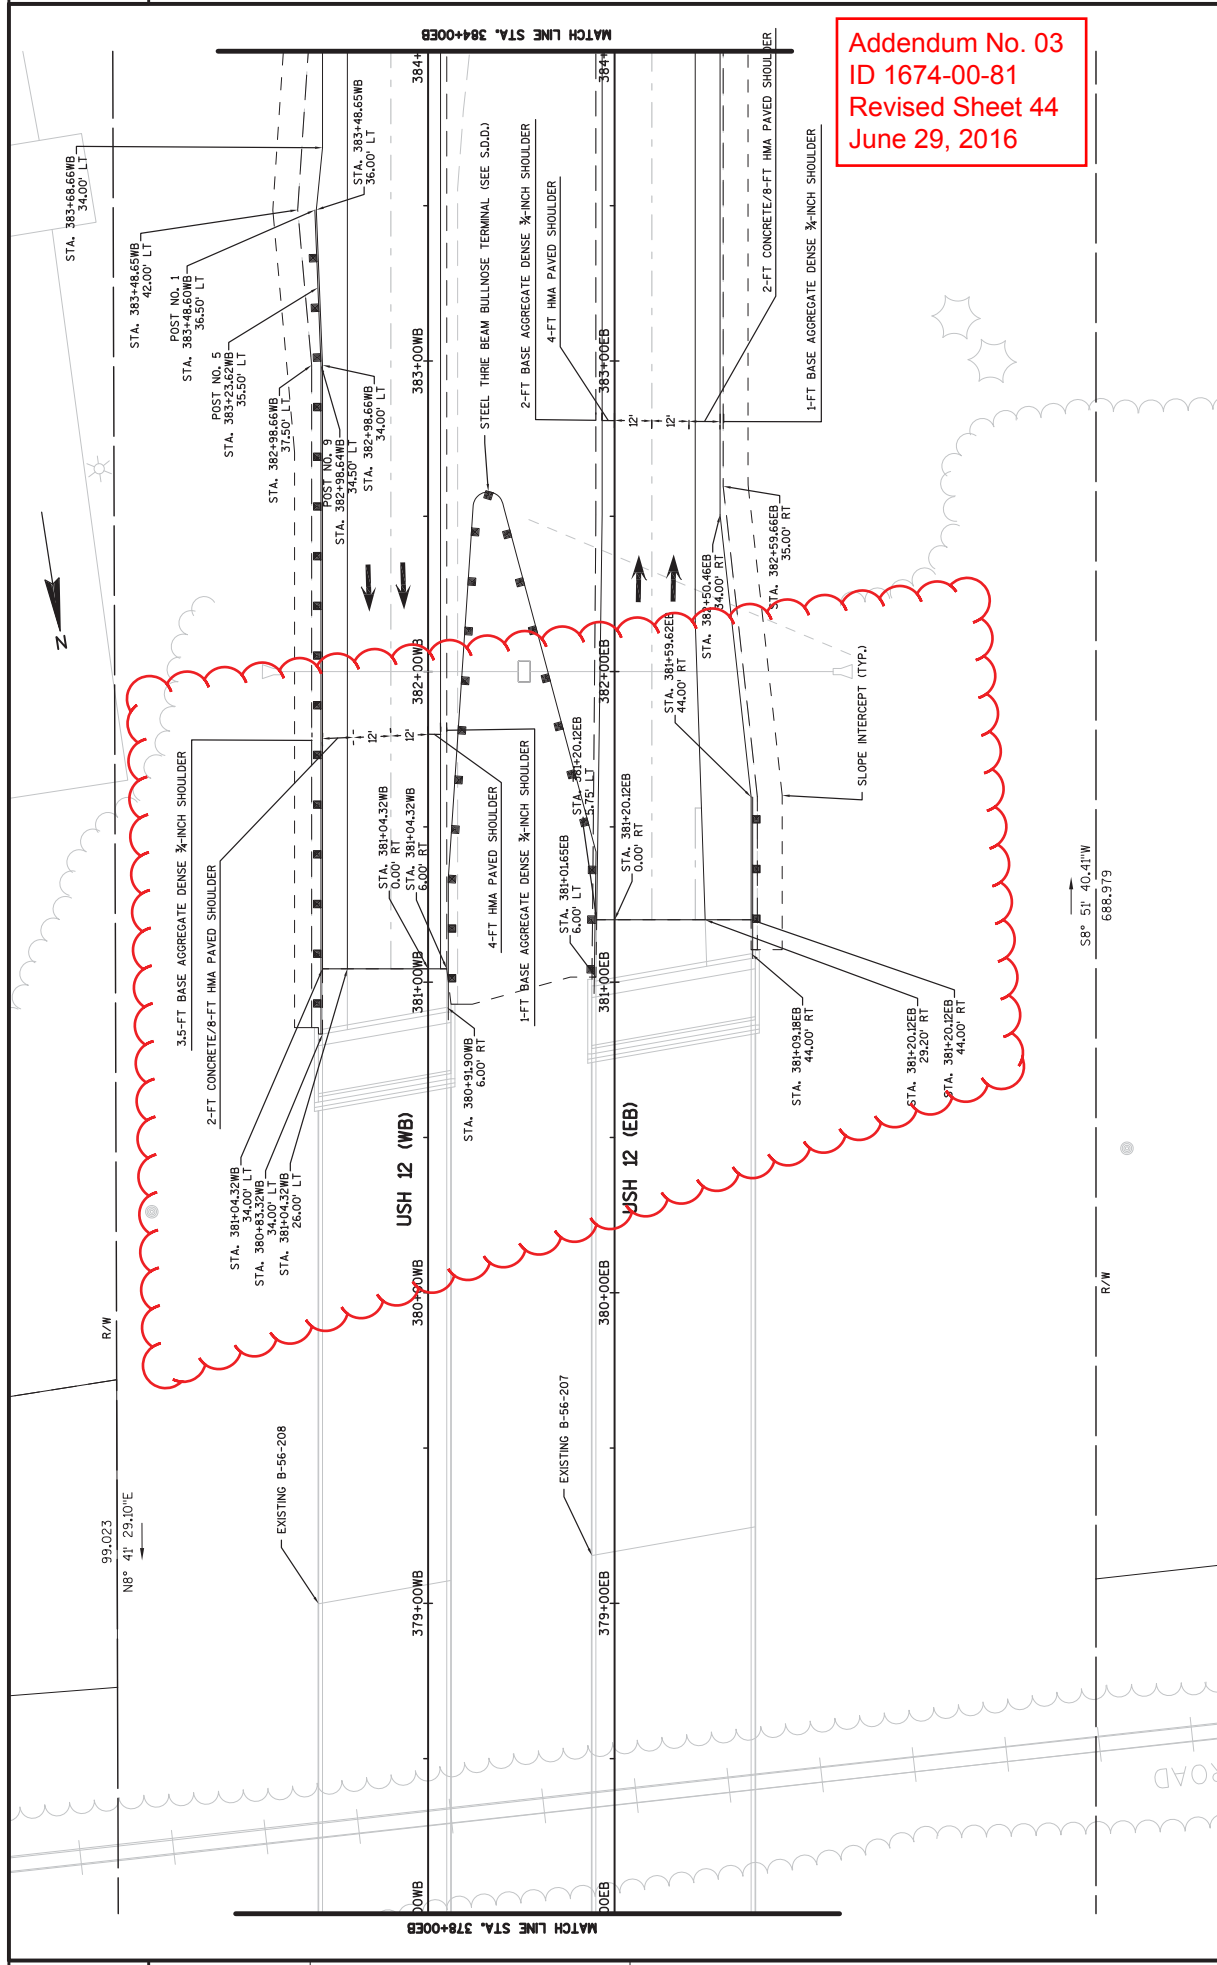 Addendum No. 03
ID 1674-00-81
Revised Sheet 44
June 29, 2016
MATCH LINE STA. 384+00EB
384+
384+
STA. 383+68.66WB
34.00' LT
STA. 383+48.65WB
42.00' LT
POST NO. 1
STA. 383+48.60WB
36.50' LT
POST NO. 5
STA. 383+23.62WB
35.50' LT
STA. 382+98.66WB
37.50' LT
POST NO. 9
STA. 382+98.64WB
34.50' LT
STA. 382+98.66WB
34.00' LT
STA. 383+48.65WB
36.00' LT
383+00WB
STEEL THRIE BEAM BULLNOSE TERMINAL (SEE S.D.D.)
2-FT BASE AGGREGATE DENSE ¾-INCH SHOULDER
4-FT HMA PAVED SHOULDER
383+00EB
12'
12'
2-FT CONCRETE/8-FT HMA PAVED SHOULDER
1-FT BASE AGGREGATE DENSE ¾-INCH SHOULDER
N
STA. 382+50.46EB
34.00' RT
STA. 382+59.66EB
35.00' RT
382+00WB
382+00EB
STA. 381+59.62EB
44.00' RT
SLOPE INTERCEPT (TYP.)
3.5-FT BASE AGGREGATE DENSE ¾-INCH SHOULDER
2-FT CONCRETE/8-FT HMA PAVED SHOULDER
12'
12'
STA. 381+04.32WB
0.00' RT
STA. 381+04.32WB
6.00' RT
4-FT HMA PAVED SHOULDER
1-FT BASE AGGREGATE DENSE ¾-INCH SHOULDER
STA. 381+20.12EB
5.75' LT
STA. 381+01.65EB
6.00' LT
STA. 381+20.12EB
0.00' RT
381+00WB
381+00EB
STA. 380+91.90WB
6.00' RT
STA. 381+09.18EB
44.00' RT
STA. 381+20.12EB
29.20' RT
STA. 381+20.12EB
44.00' RT
S8° 51' 40.41"W
688.979
STA. 381+04.32WB
34.00' LT
STA. 380+83.32WB
34.00' LT
STA. 381+04.32WB
26.00' LT
USH 12 (WB)
USH 12 (EB)
380+00WB
380+00EB
R/W
R/W
EXISTING B-56-208
EXISTING B-56-207
99.023
N8° 41' 29.10"E
379+00WB
379+00EB
ROAD
00WB
00EB
MATCH LINE STA. 378+00EB